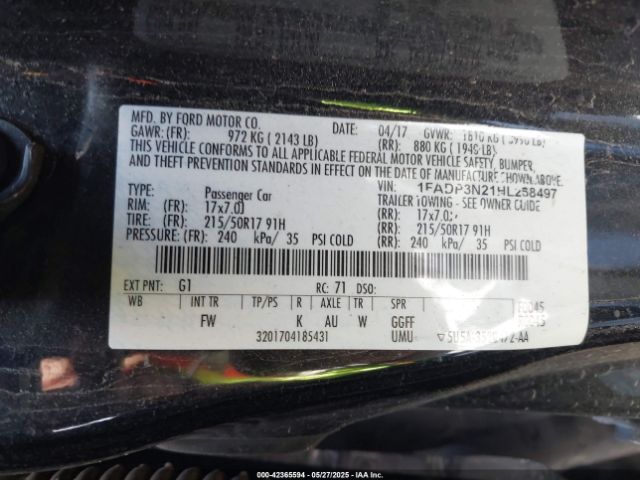 MFD. BY FORD MOTOR CO. DATE: 04/17 GVWR:
GAWR: (FR) 972 KG ( 2143 LB) (RR) 880 KG (1940 LB)
THIS VEHICLE CONFORMS TO ALL APPLICABLE FEDERAL MOTOR VEHICLE SAFETY, BUMPER,
AND THEFT PREVENTION STANDARDS IN EFFECT ON THE DATE OF MANUFACTURE SHOWN ABOVE.
VIN: 1FADP3N21HL258497
TYPE: Passenger Car TRAILER TOWING - SEE OWNER GUIDE
RIM: (FR) 17x7.0J (RR) 17x7.0J
TIRE: (FR) 215/50R17 91H (RR) 215/50R17 91H
PRESSURE: (FR) 240 kPa/ 35 PSI COLD (RR) 240 kPa/ 35 PSI COLD
EXT PNT: G1 RC: 71 DSO:
WB INT TR TP/PS R AXLE TR SPR
FW K AU W GGFF
3201704185431 UMU
00-42365594 | 05/27/2025 | IAA Inc.